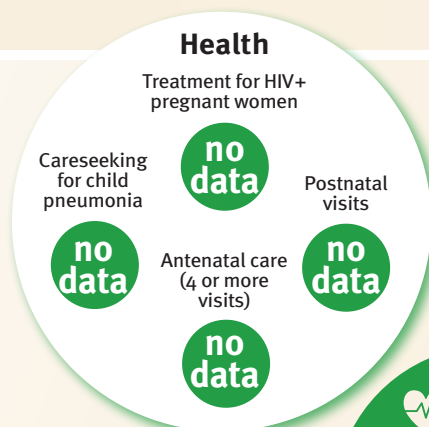 Health
Treatment for HIV+
pregnant women
no
data
Careseeking
for child
pneumonia
no
data
Postnatal
visits
no
data
Antenatal care
(4 or more
visits)
no
data